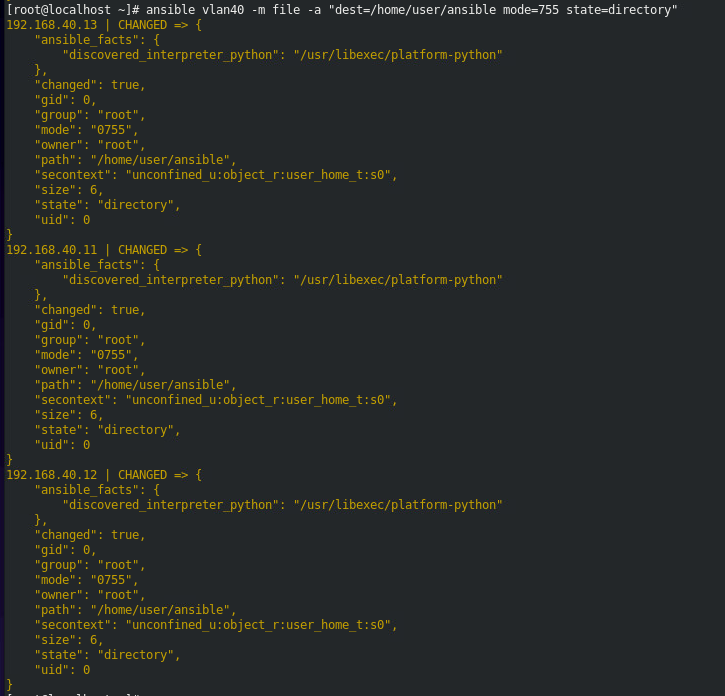 [root@localhost ~]# ansible vlan40 -m file -a "dest=/home/user/ansible mode=755 state=directory"
192.168.40.13 | CHANGED => {
    "ansible_facts": {
        "discovered_interpreter_python": "/usr/libexec/platform-python"
    },
    "changed": true,
    "gid": 0,
    "group": "root",
    "mode": "0755",
    "owner": "root",
    "path": "/home/user/ansible",
    "secontext": "unconfined_u:object_r:user_home_t:s0",
    "size": 6,
    "state": "directory",
    "uid": 0
}
192.168.40.11 | CHANGED => {
    "ansible_facts": {
        "discovered_interpreter_python": "/usr/libexec/platform-python"
    },
    "changed": true,
    "gid": 0,
    "group": "root",
    "mode": "0755",
    "owner": "root",
    "path": "/home/user/ansible",
    "secontext": "unconfined_u:object_r:user_home_t:s0",
    "size": 6,
    "state": "directory",
    "uid": 0
}
192.168.40.12 | CHANGED => {
    "ansible_facts": {
        "discovered_interpreter_python": "/usr/libexec/platform-python"
    },
    "changed": true,
    "gid": 0,
    "group": "root",
    "mode": "0755",
    "owner": "root",
    "path": "/home/user/ansible",
    "secontext": "unconfined_u:object_r:user_home_t:s0",
    "size": 6,
    "state": "directory",
    "uid": 0
}